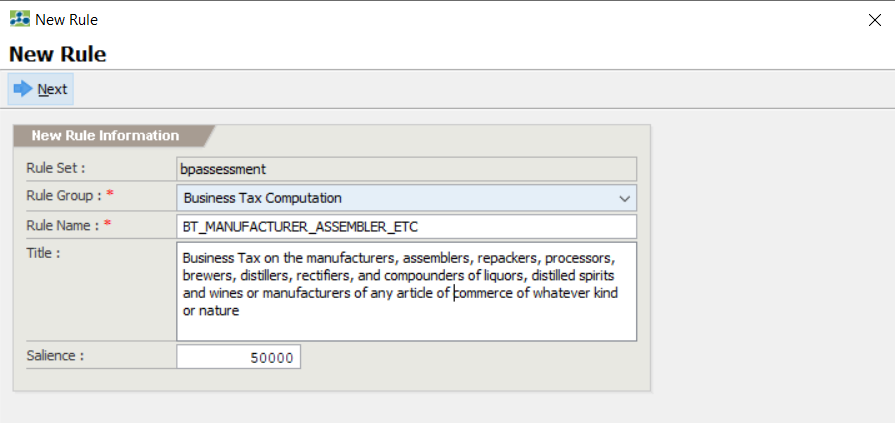 New Rule
New Rule
Next
New Rule Information
Rule Set : bpassessment
Rule Group : * Business Tax Computation
Rule Name : * BT_MANUFACTURER_ASSEMBLER_ETC
Title : Business Tax on the manufacturers, assemblers, repackers, processors,
brewers, distillers, rectifiers, and compounders of liquors, distilled spirits
and wines or manufacturers of any article of commerce of whatever kind
or nature
Salience : 50000